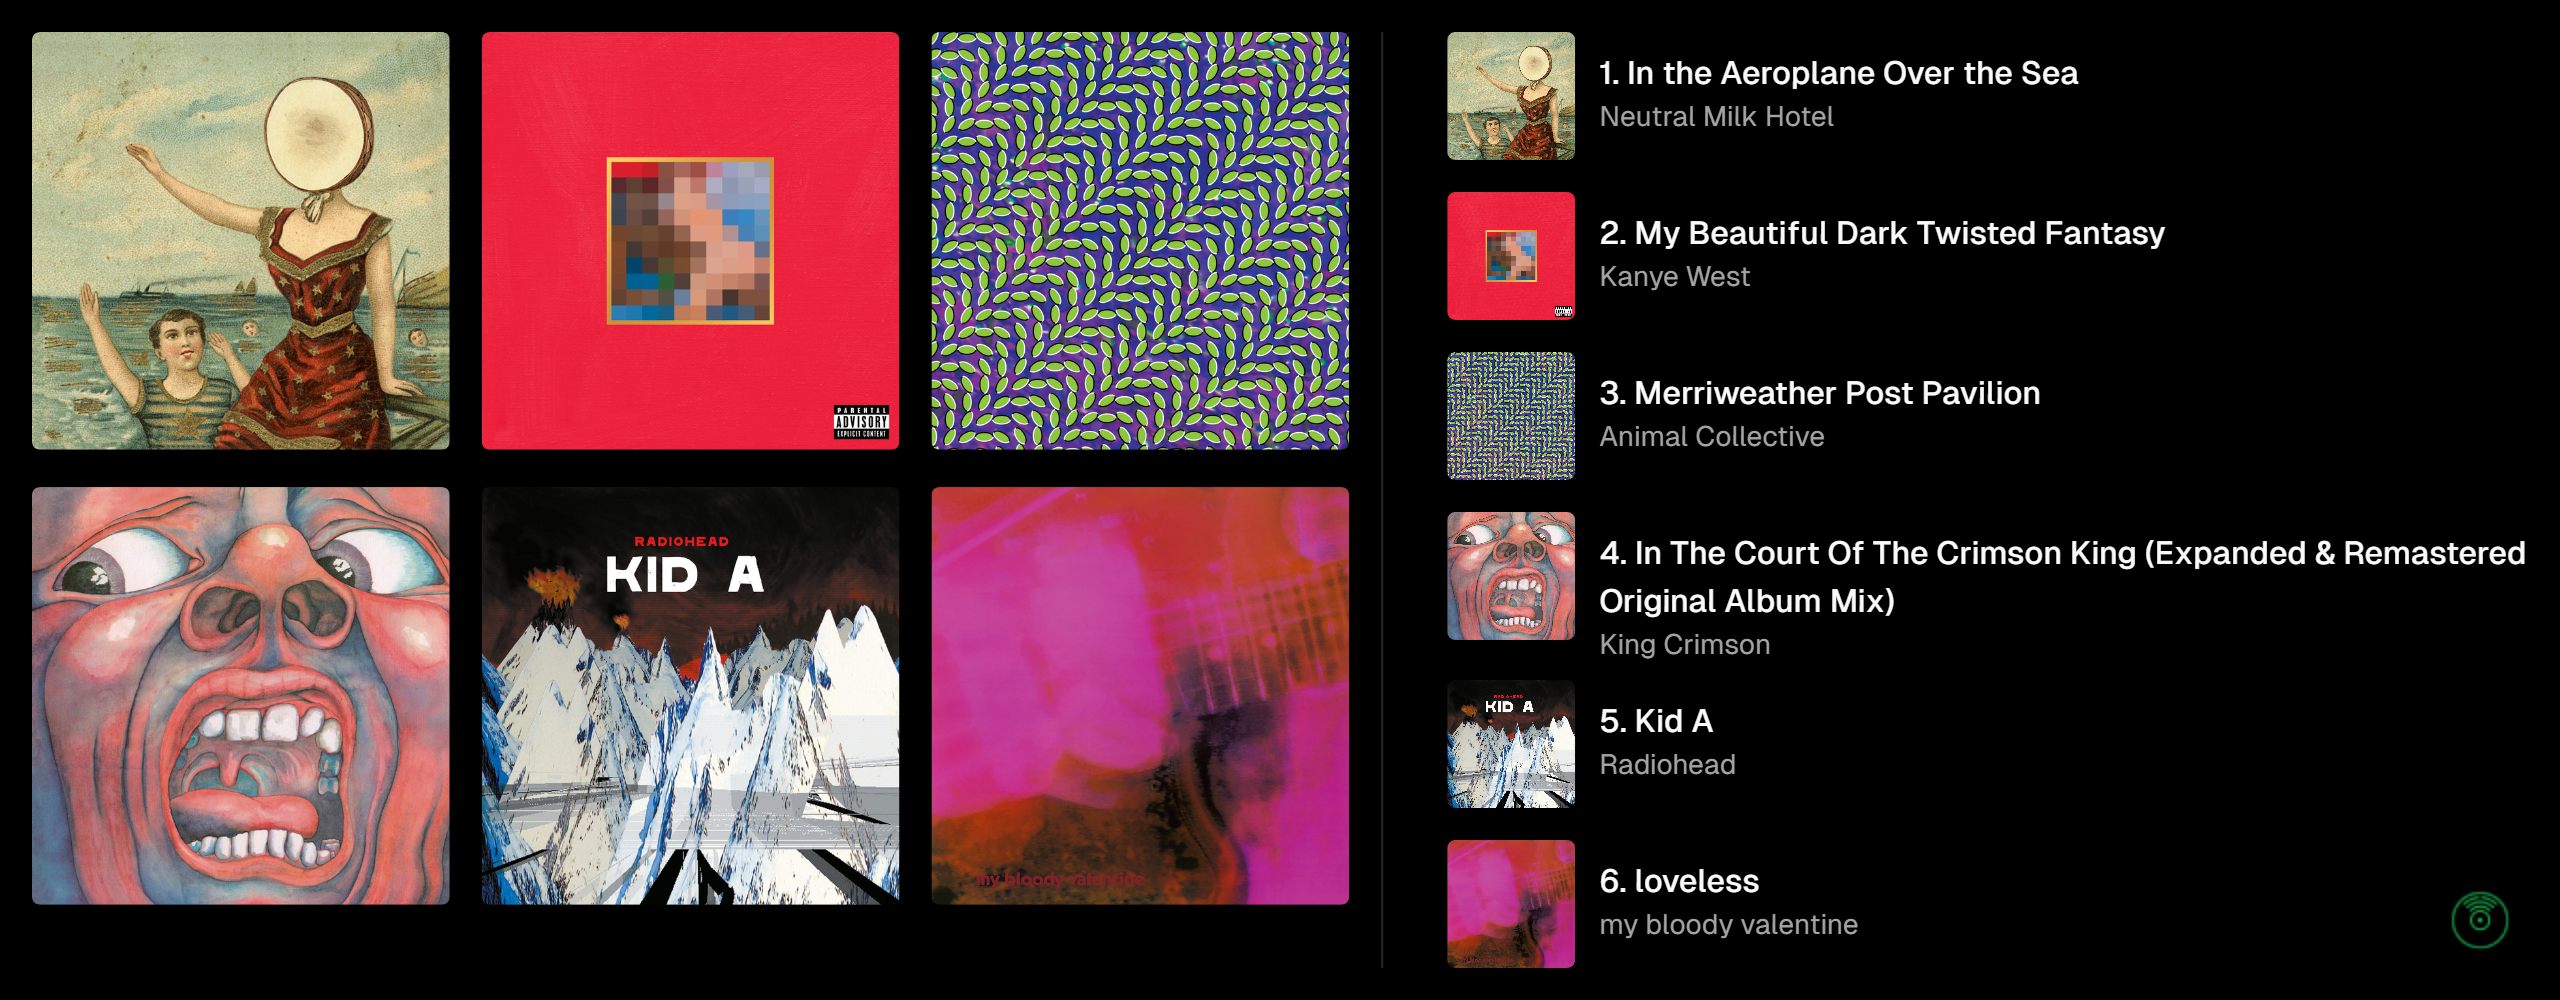 PARENTAL
ADVISORY
EXPLICIT CONTENT
RADIOHEAD
KID A
my bloody valentine
1. In the Aeroplane Over the Sea
Neutral Milk Hotel
2. My Beautiful Dark Twisted Fantasy
Kanye West
3. Merriweather Post Pavilion
Animal Collective
4. In The Court Of The Crimson King (Expanded & Remastered
Original Album Mix)
King Crimson
KID A
5. Kid A
Radiohead
6. loveless
my bloody valentine